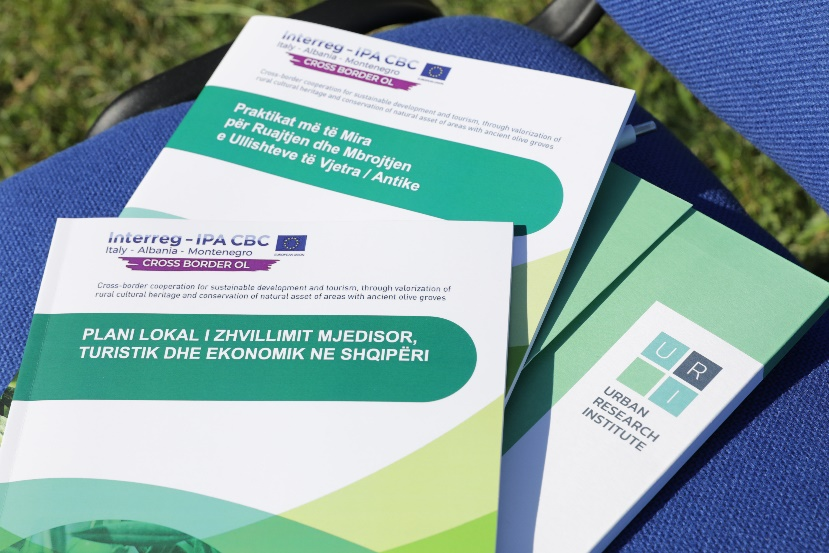 Interreg - IPA CBC
Italy - Albania - Montenegro
CROSS BORDER OL
EUROPEAN UNION
Cross-border cooperation for sustainable development and tourism, through valorization of
rural cultural heritage and conservation of natural asset of areas with ancient olive groves
Praktikat më të Mira
për Ruajtjen dhe Mbrojtjen
e Ullishteve të Vjetra / Antike
Interreg - IPA CBC
Italy - Albania - Montenegro
CROSS BORDER OL
EUROPEAN UNION
Cross-border cooperation for sustainable development and tourism, through valorization of
rural cultural heritage and conservation of natural asset of areas with ancient olive groves
PLANI LOKAL I ZHVILLIMIT MJEDISOR,
TURISTIK DHE EKONOMIK NE SHQIPËRI
U R I
URBAN
RESEARCH
INSTITUTE